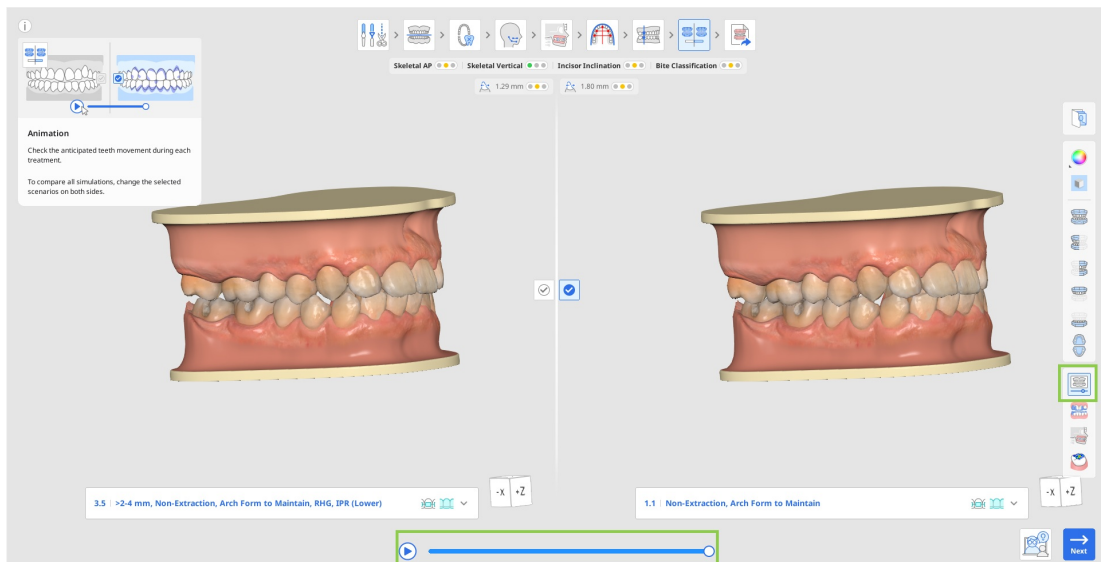 Skeletal AP | Skeletal Vertical | Incisor Inclination | Bite Classification
1.29 mm
1.80 mm
Animation
Check the anticipated teeth movement during each
treatment.
To compare all simulations, change the selected
scenarios on both sides.
3.5 | >2-4 mm, Non-Extraction, Arch Form to Maintain, RHG, IPR (Lower)
-X +Z
1.1 | Non-Extraction, Arch Form to Maintain
-X +Z
Next